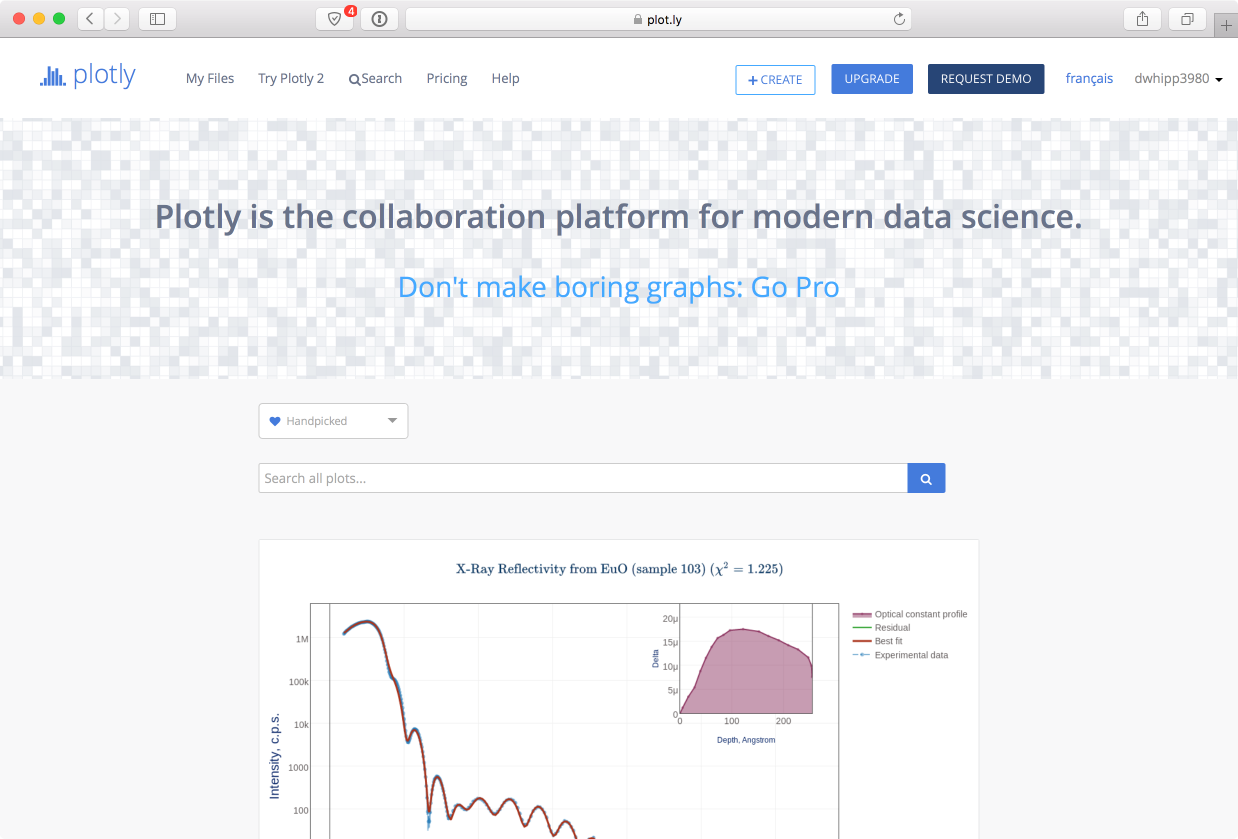 4
plot.ly
plotly
My Files
Try Plotly 2
Search
Pricing
Help
+ CREATE
UPGRADE
REQUEST DEMO
français
dwhipp3980
Plotly is the collaboration platform for modern data science.
Don't make boring graphs: Go Pro
Handpicked
Search all plots...
X-Ray Reflectivity from EuO (sample 103) (χ² = 1.225)
1M
100k
10k
1000
100
Intensity, c.p.s.
20μ
15μ
10μ
5μ
0
Delta
0
100
200
Depth, Angstrom
Optical constant profile
Residual
Best fit
Experimental data